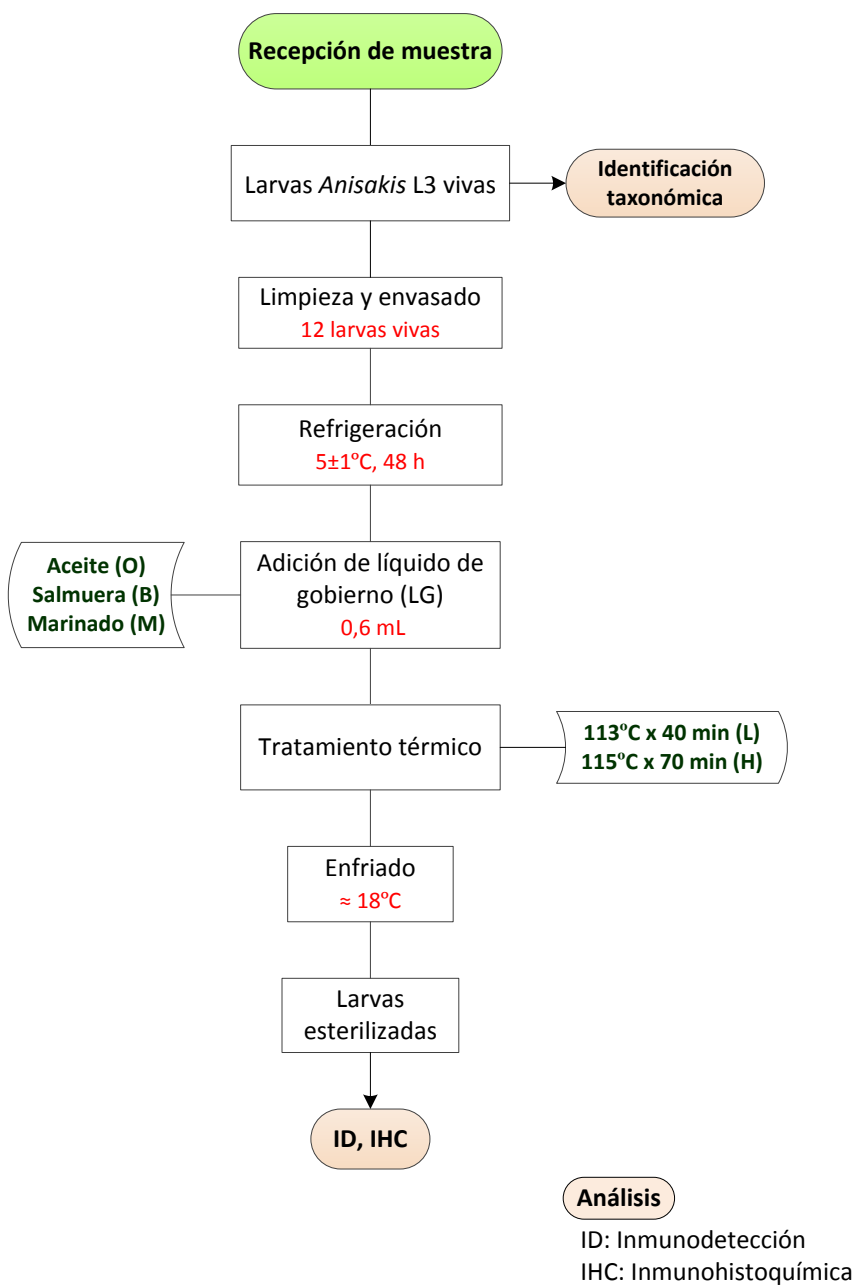 Recepción de muestra
Larvas Anisakis L3 vivas
Identificación
taxonómica
Limpieza y envasado
12 larvas vivas
Refrigeración
5±1ºC, 48 h
Aceite (O)
Salmuera (B)
Marinado (M)
Adición de líquido de
gobierno (LG)
0,6 mL
Tratamiento térmico
113ºC x 40 min (L)
115ºC x 70 min (H)
Enfriado
≈ 18ºC
Larvas
esterilizadas
ID, IHC
Análisis
ID: Inmunodetección
IHC: Inmunohistoquímica